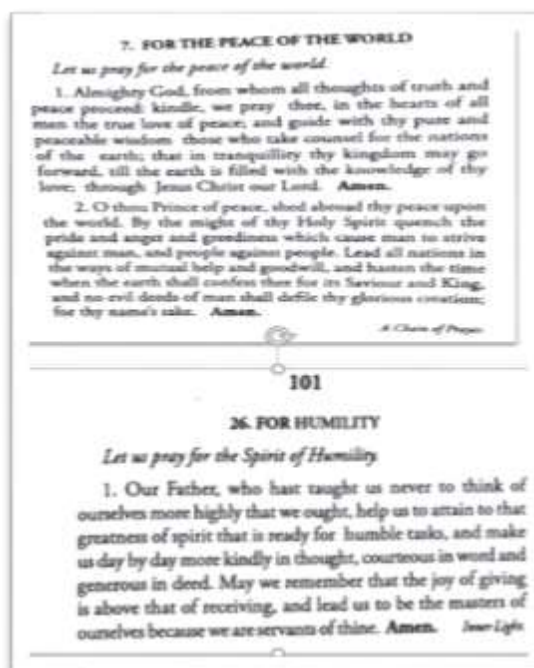 7. FOR THE PEACE OF THE WORLD
Let us pray for the peace of the world.
1. Almighty God, from whom all thoughts of truth and
peace proceed: kindle, we pray thee, in the hearts of all
men the true love of peace; and guide with thy pure and
peaceable wisdom those who take counsel for the nations
of the earth; that in tranquillity thy kingdom may go
forward, till the earth is filled with the knowledge of thy
love; through Jesus Christ our Lord. Amen.
2. O thou Prince of peace, shed abroad thy peace upon
the world. By the might of thy Holy Spirit quench the
pride and anger and greediness which cause man to strive
against man, and people against people. Lead all nations in
the ways of mutual help and goodwill, and hasten the time
when the earth shall confess thee for its Saviour and King,
and no evil deeds of man shall defile thy glorious creation;
for thy name's sake. Amen.
A Chain of Prayer
101
26. FOR HUMILITY
Let us pray for the Spirit of Humility
1. Our Father, who hast taught us never to think of
ourselves more highly that we ought, help us to attain to that
greatness of spirit that is ready for humble tasks, and make
us day by day more kindly in thought, courteous in word and
generous in deed. May we remember that the joy of giving
is above that of receiving, and lead us to be the masters of
ourselves because we are servants of thine. Amen. Inner Light